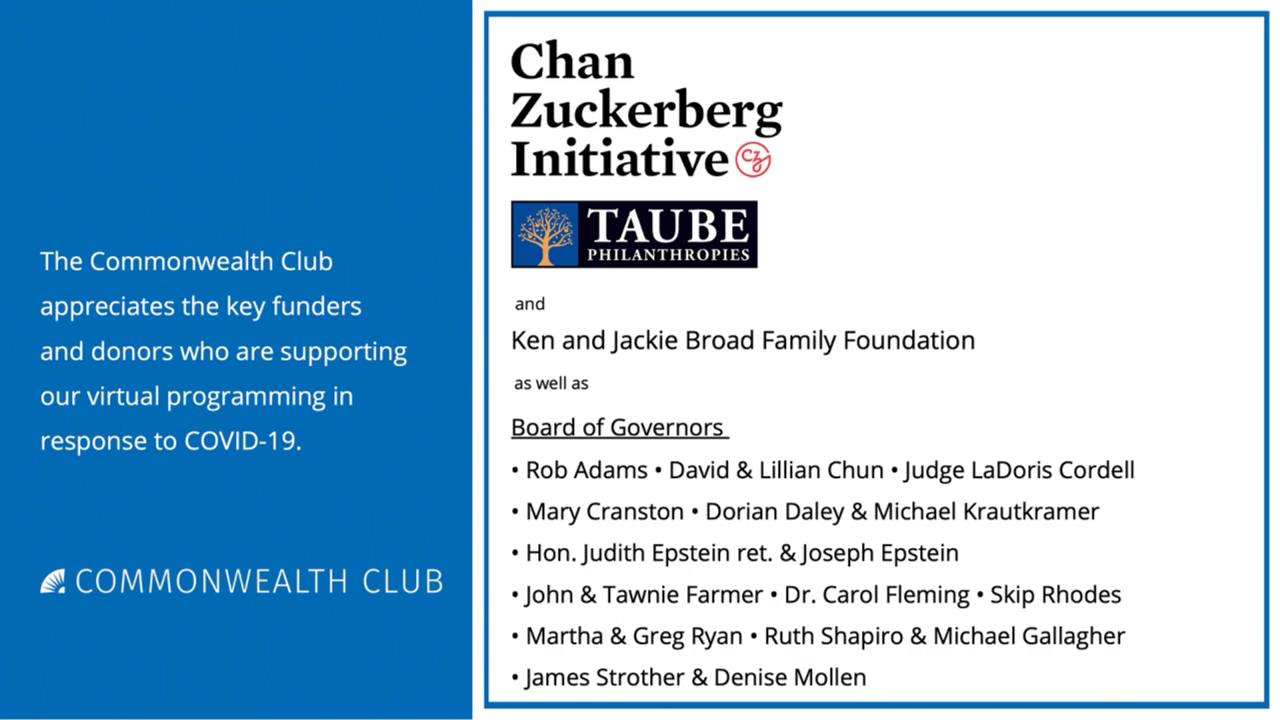 The Commonwealth Club
appreciates the key funders
and donors who are supporting
our virtual programming in
response to COVID-19.
COMMONWEALTH CLUB
Chan
Zuckerberg
Initiative CZI
TAUBE
PHILANTHROPIES
and
Ken and Jackie Broad Family Foundation
as well as
Board of Governors
• Rob Adams • David & Lillian Chun • Judge LaDoris Cordell
• Mary Cranston • Dorian Daley & Michael Krautkramer
• Hon. Judith Epstein ret. & Joseph Epstein
• John & Tawnie Farmer • Dr. Carol Fleming • Skip Rhodes
• Martha & Greg Ryan • Ruth Shapiro & Michael Gallagher
• James Strother & Denise Mollen